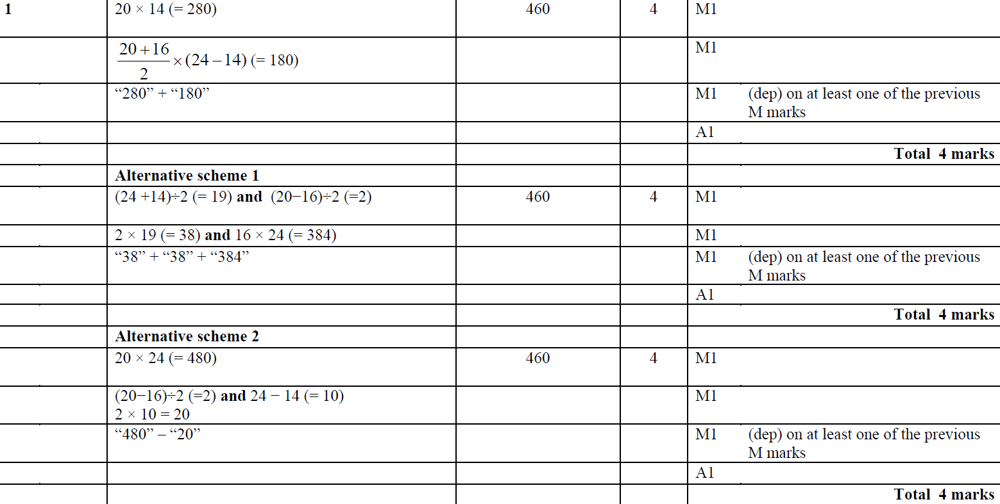 1 20 × 14 (= 280) 460 4 M1
20 + 16 / 2 × (24 – 14) (= 180) M1
“280” + “180” M1 (dep) on at least one of the previous
M marks
A1
Total 4 marks
Alternative scheme 1
(24 +14)÷2 (= 19) and (20−16)÷2 (=2) 460 4 M1
2 × 19 (= 38) and 16 × 24 (= 384) M1
“38” + “38” + “384” M1 (dep) on at least one of the previous
M marks
A1
Total 4 marks
Alternative scheme 2
20 × 24 (= 480) 460 4 M1
(20−16)÷2 (=2) and 24 − 14 (= 10) M1
2 × 10 = 20
“480” – “20” M1 (dep) on at least one of the previous
M marks
A1
Total 4 marks